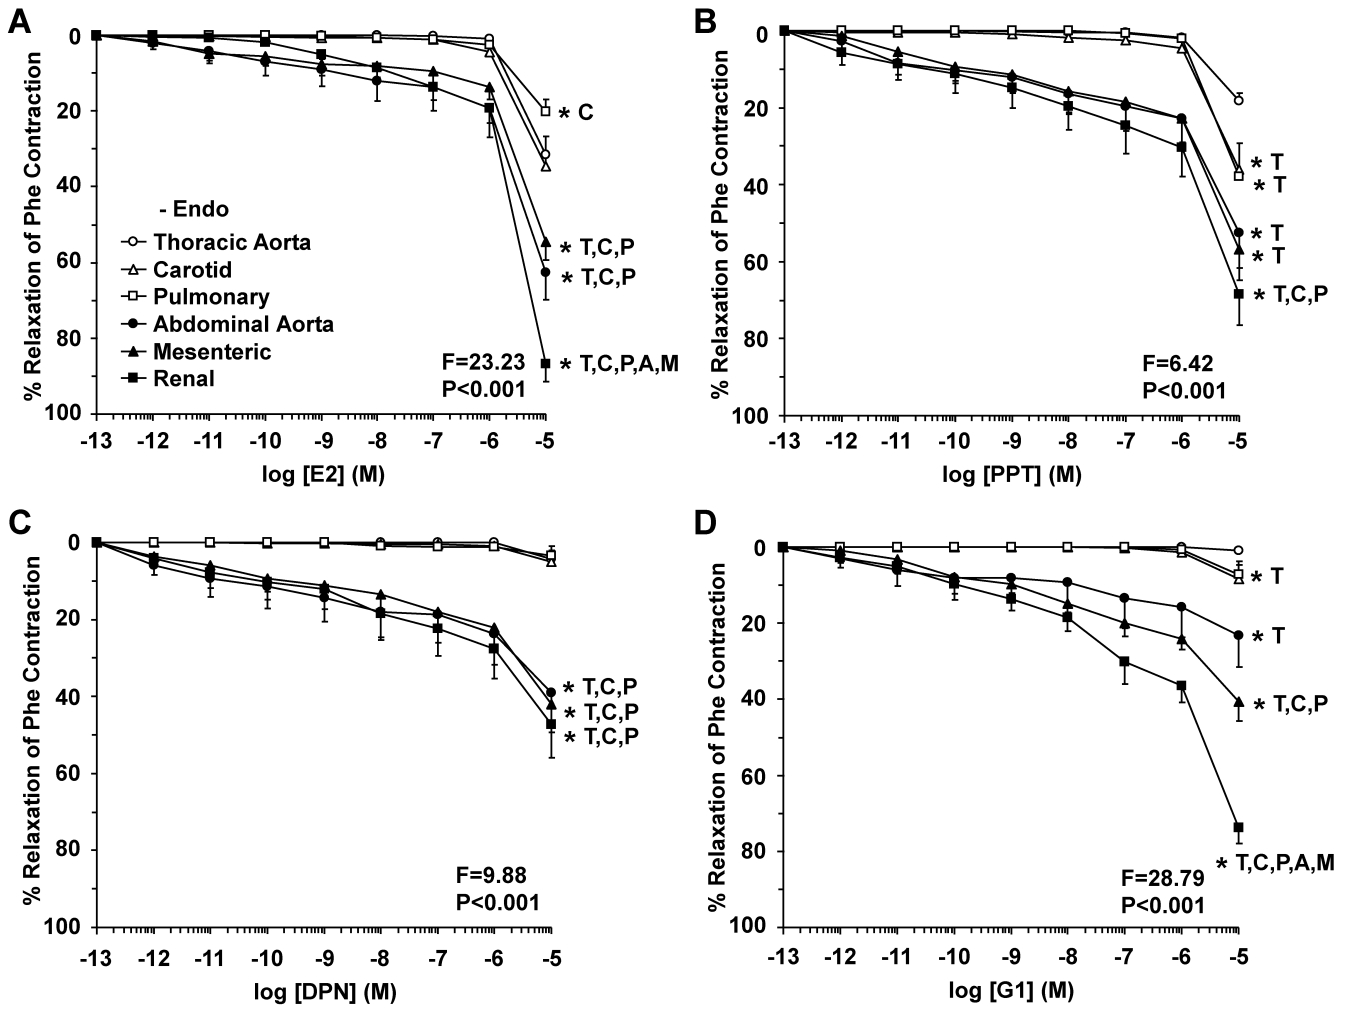 A
% Relaxation of Phe Contraction
0
20
40
60
80
100
- Endo
Thoracic Aorta
Carotid
Pulmonary
Abdominal Aorta
Mesenteric
Renal
* C
* T,C,P
* T,C,P
* T,C,P,A,M
F=23.23
P<0.001
-13 -12 -11 -10 -9 -8 -7 -6 -5
log [E2] (M)
B
% Relaxation of Phe Contraction
0
20
40
60
80
100
* T
* T
* T
* T
* T,C,P
F=6.42
P<0.001
-13 -12 -11 -10 -9 -8 -7 -6 -5
log [PPT] (M)
C
% Relaxation of Phe Contraction
0
20
40
60
80
100
* T,C,P
* T,C,P
* T,C,P
F=9.88
P<0.001
-13 -12 -11 -10 -9 -8 -7 -6 -5
log [DPN] (M)
D
% Relaxation of Phe Contraction
0
20
40
60
80
100
* T
* T
* T,C,P
* T,C,P,A,M
F=28.79
P<0.001
-13 -12 -11 -10 -9 -8 -7 -6 -5
log [G1] (M)